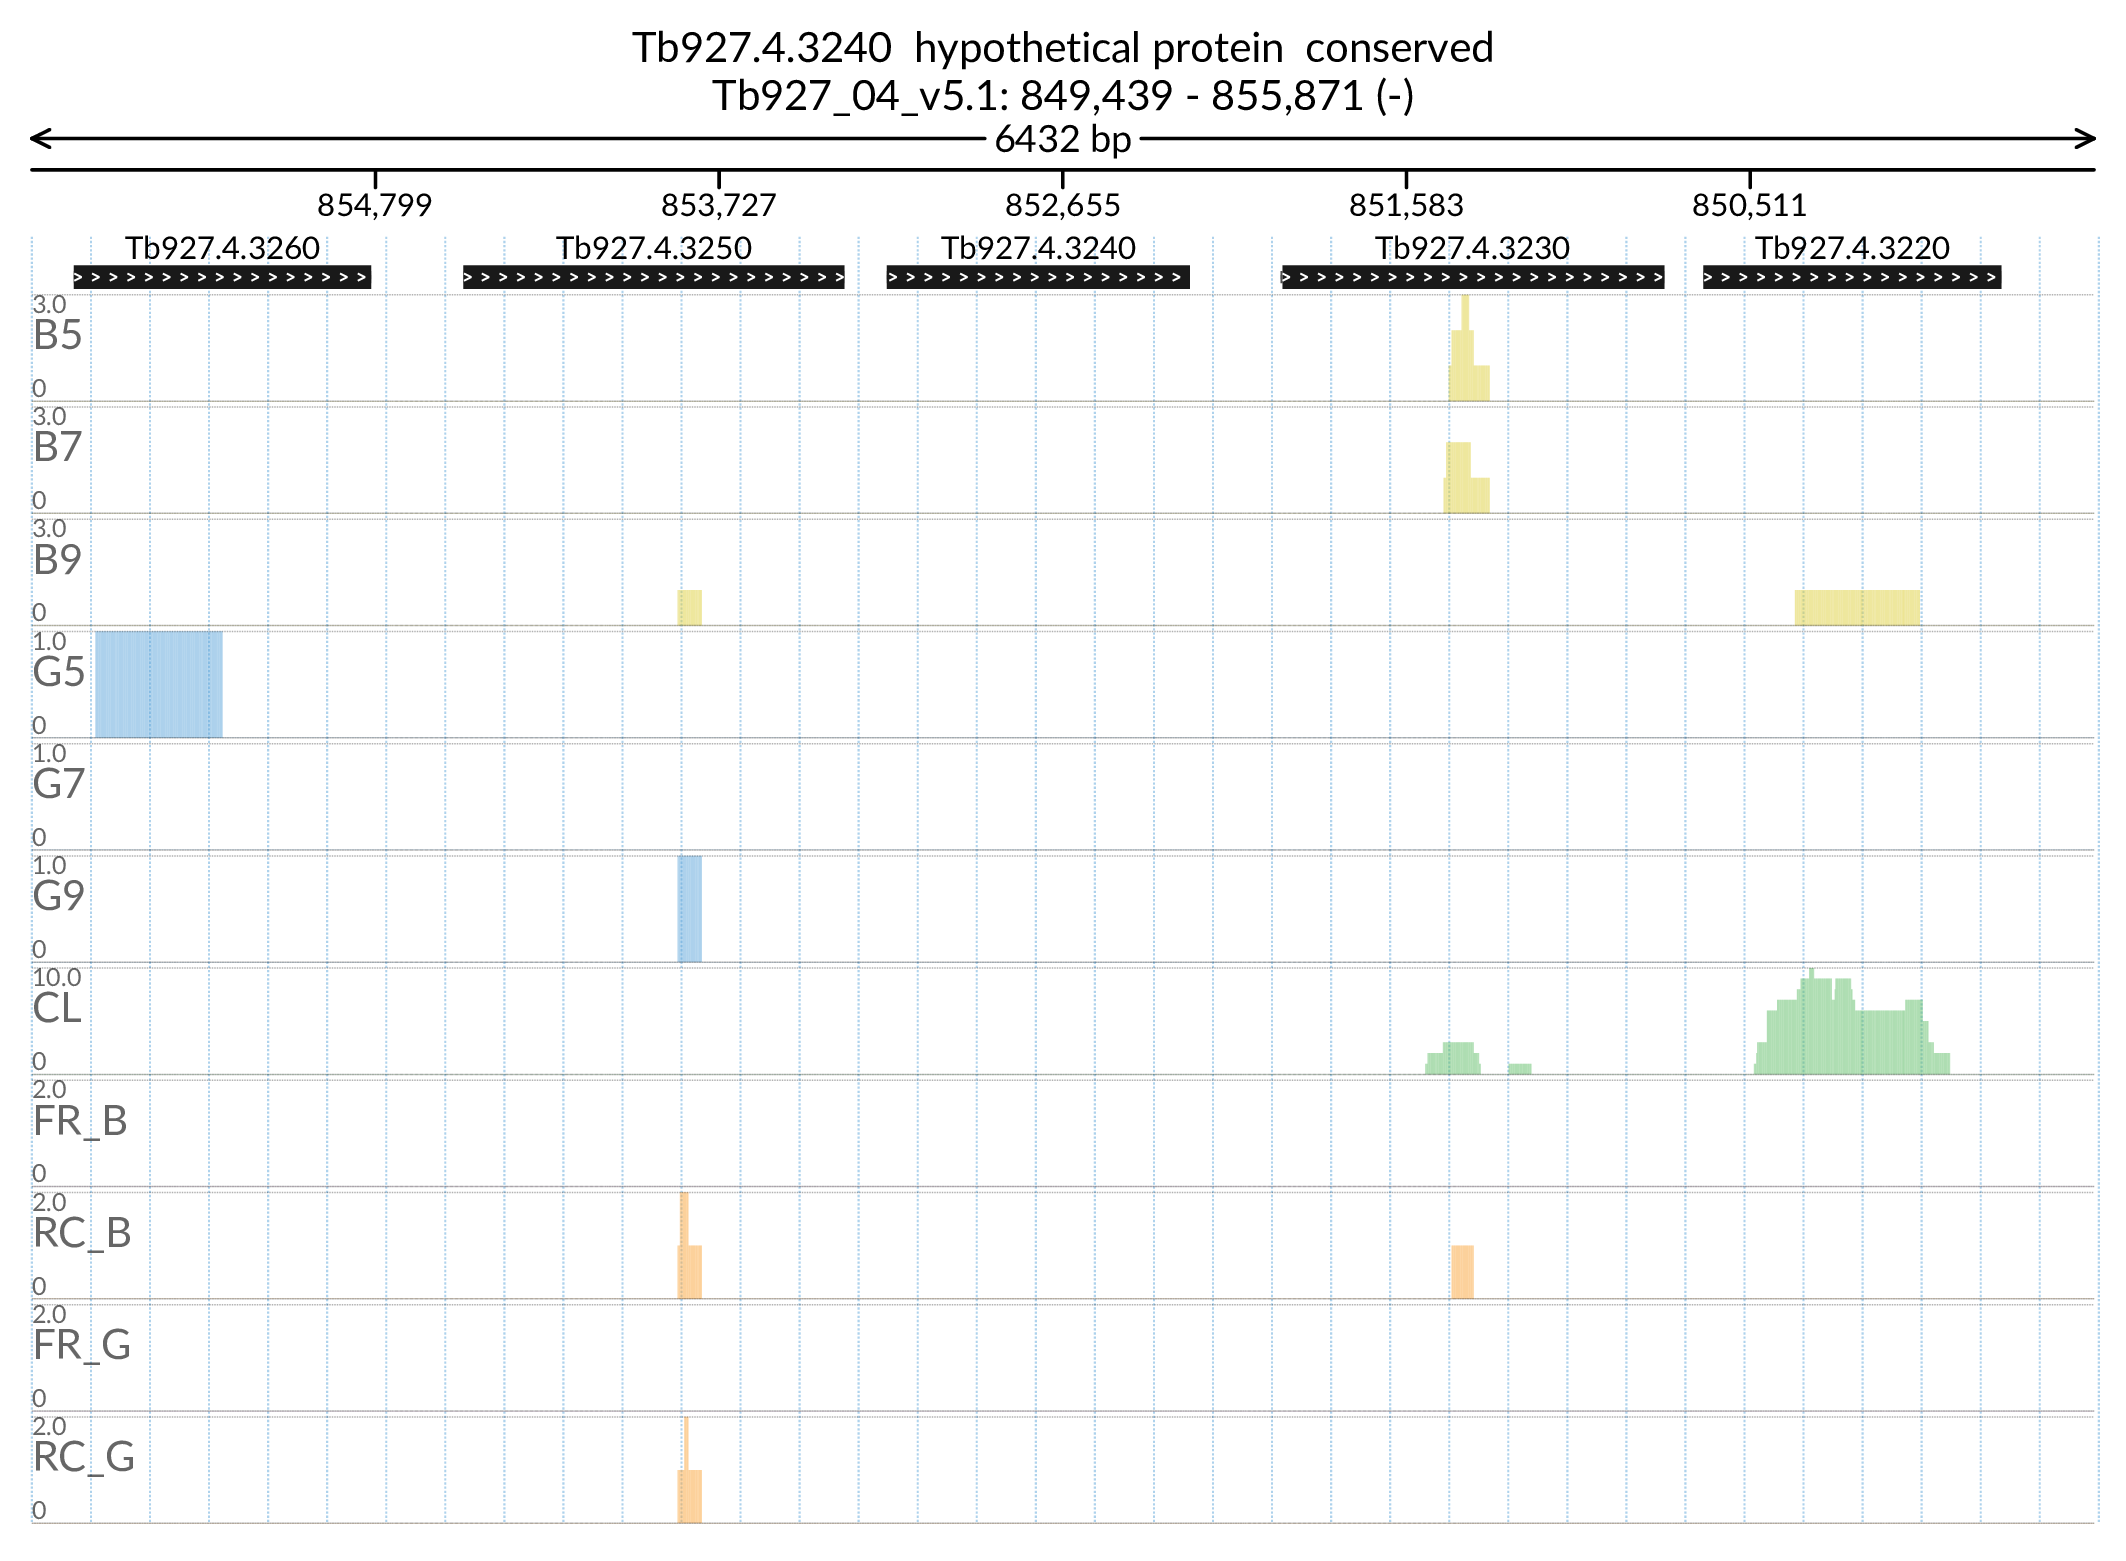 Tb927.4.3240  hypothetical protein  conserved
Tb927_04_v5.1: 849,439 - 855,871 (-)
6432 bp
854,799 853,727 852,655 851,583 850,511
Tb927.4.3260 Tb927.4.3250 Tb927.4.3240 Tb927.4.3230 Tb927.4.3220
3.0
B5
0
3.0
B7
0
3.0
B9
0
1.0
G5
0
1.0
G7
0
1.0
G9
0
10.0
CL
0
2.0
FR_B
0
2.0
RC_B
0
2.0
FR_G
0
2.0
RC_G
0